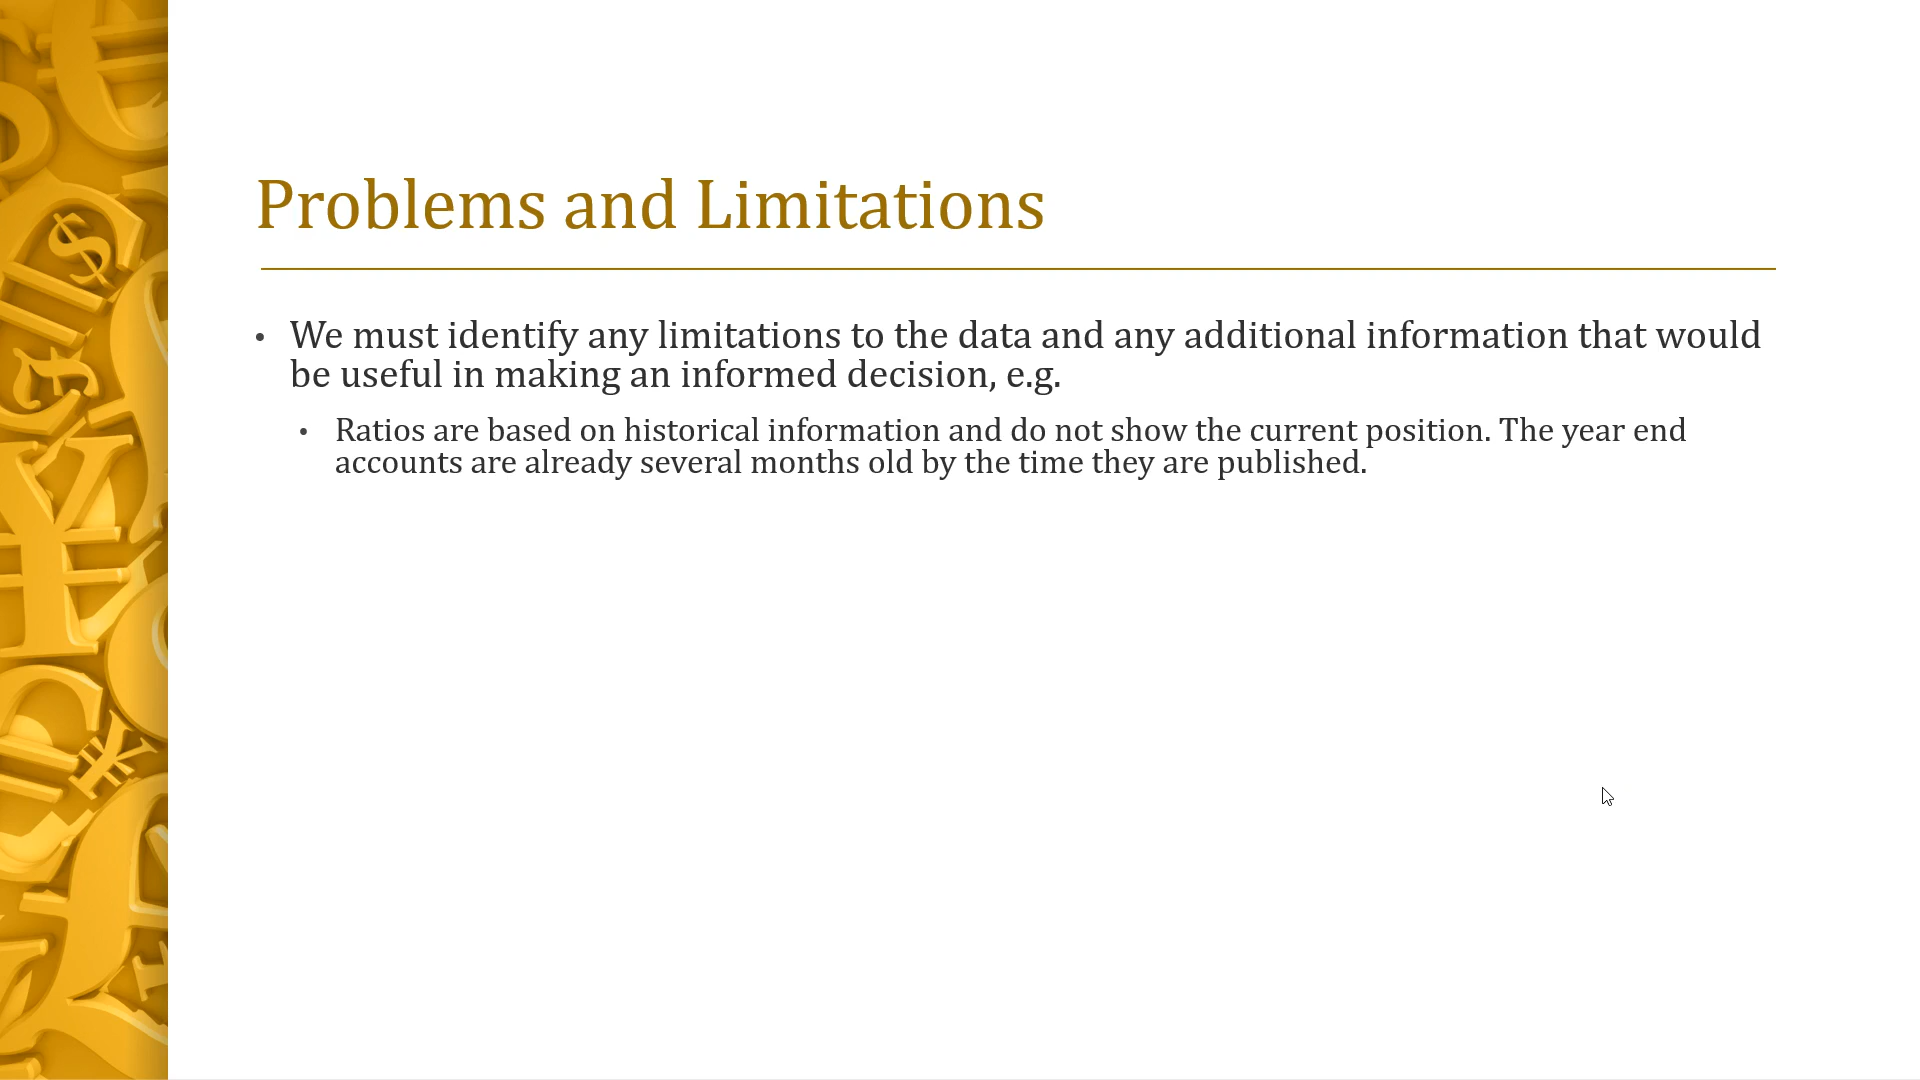 Problems and Limitations
• We must identify any limitations to the data and any additional information that would
be useful in making an informed decision, e.g.
• Ratios are based on historical information and do not show the current position. The year end
accounts are already several months old by the time they are published.